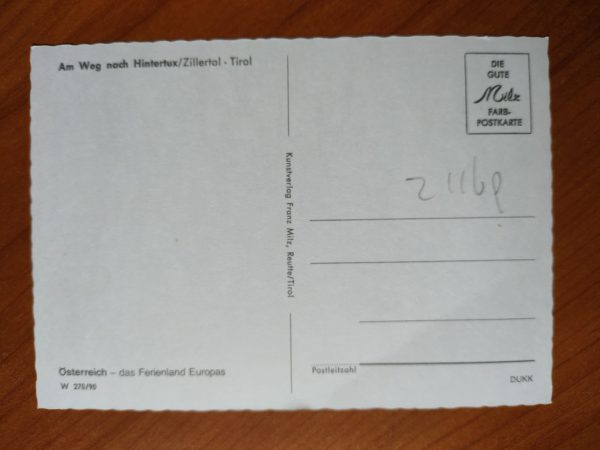 Am Weg nach Hintertux/Zillertal · Tirol
DIE
GUTE
Milz
FARB-
POSTKARTE
Kunstverlag Franz Milz, Reutte/Tirol
Postleitzahl
DUKK
Österreich – das Ferienland Europas
W 275/90